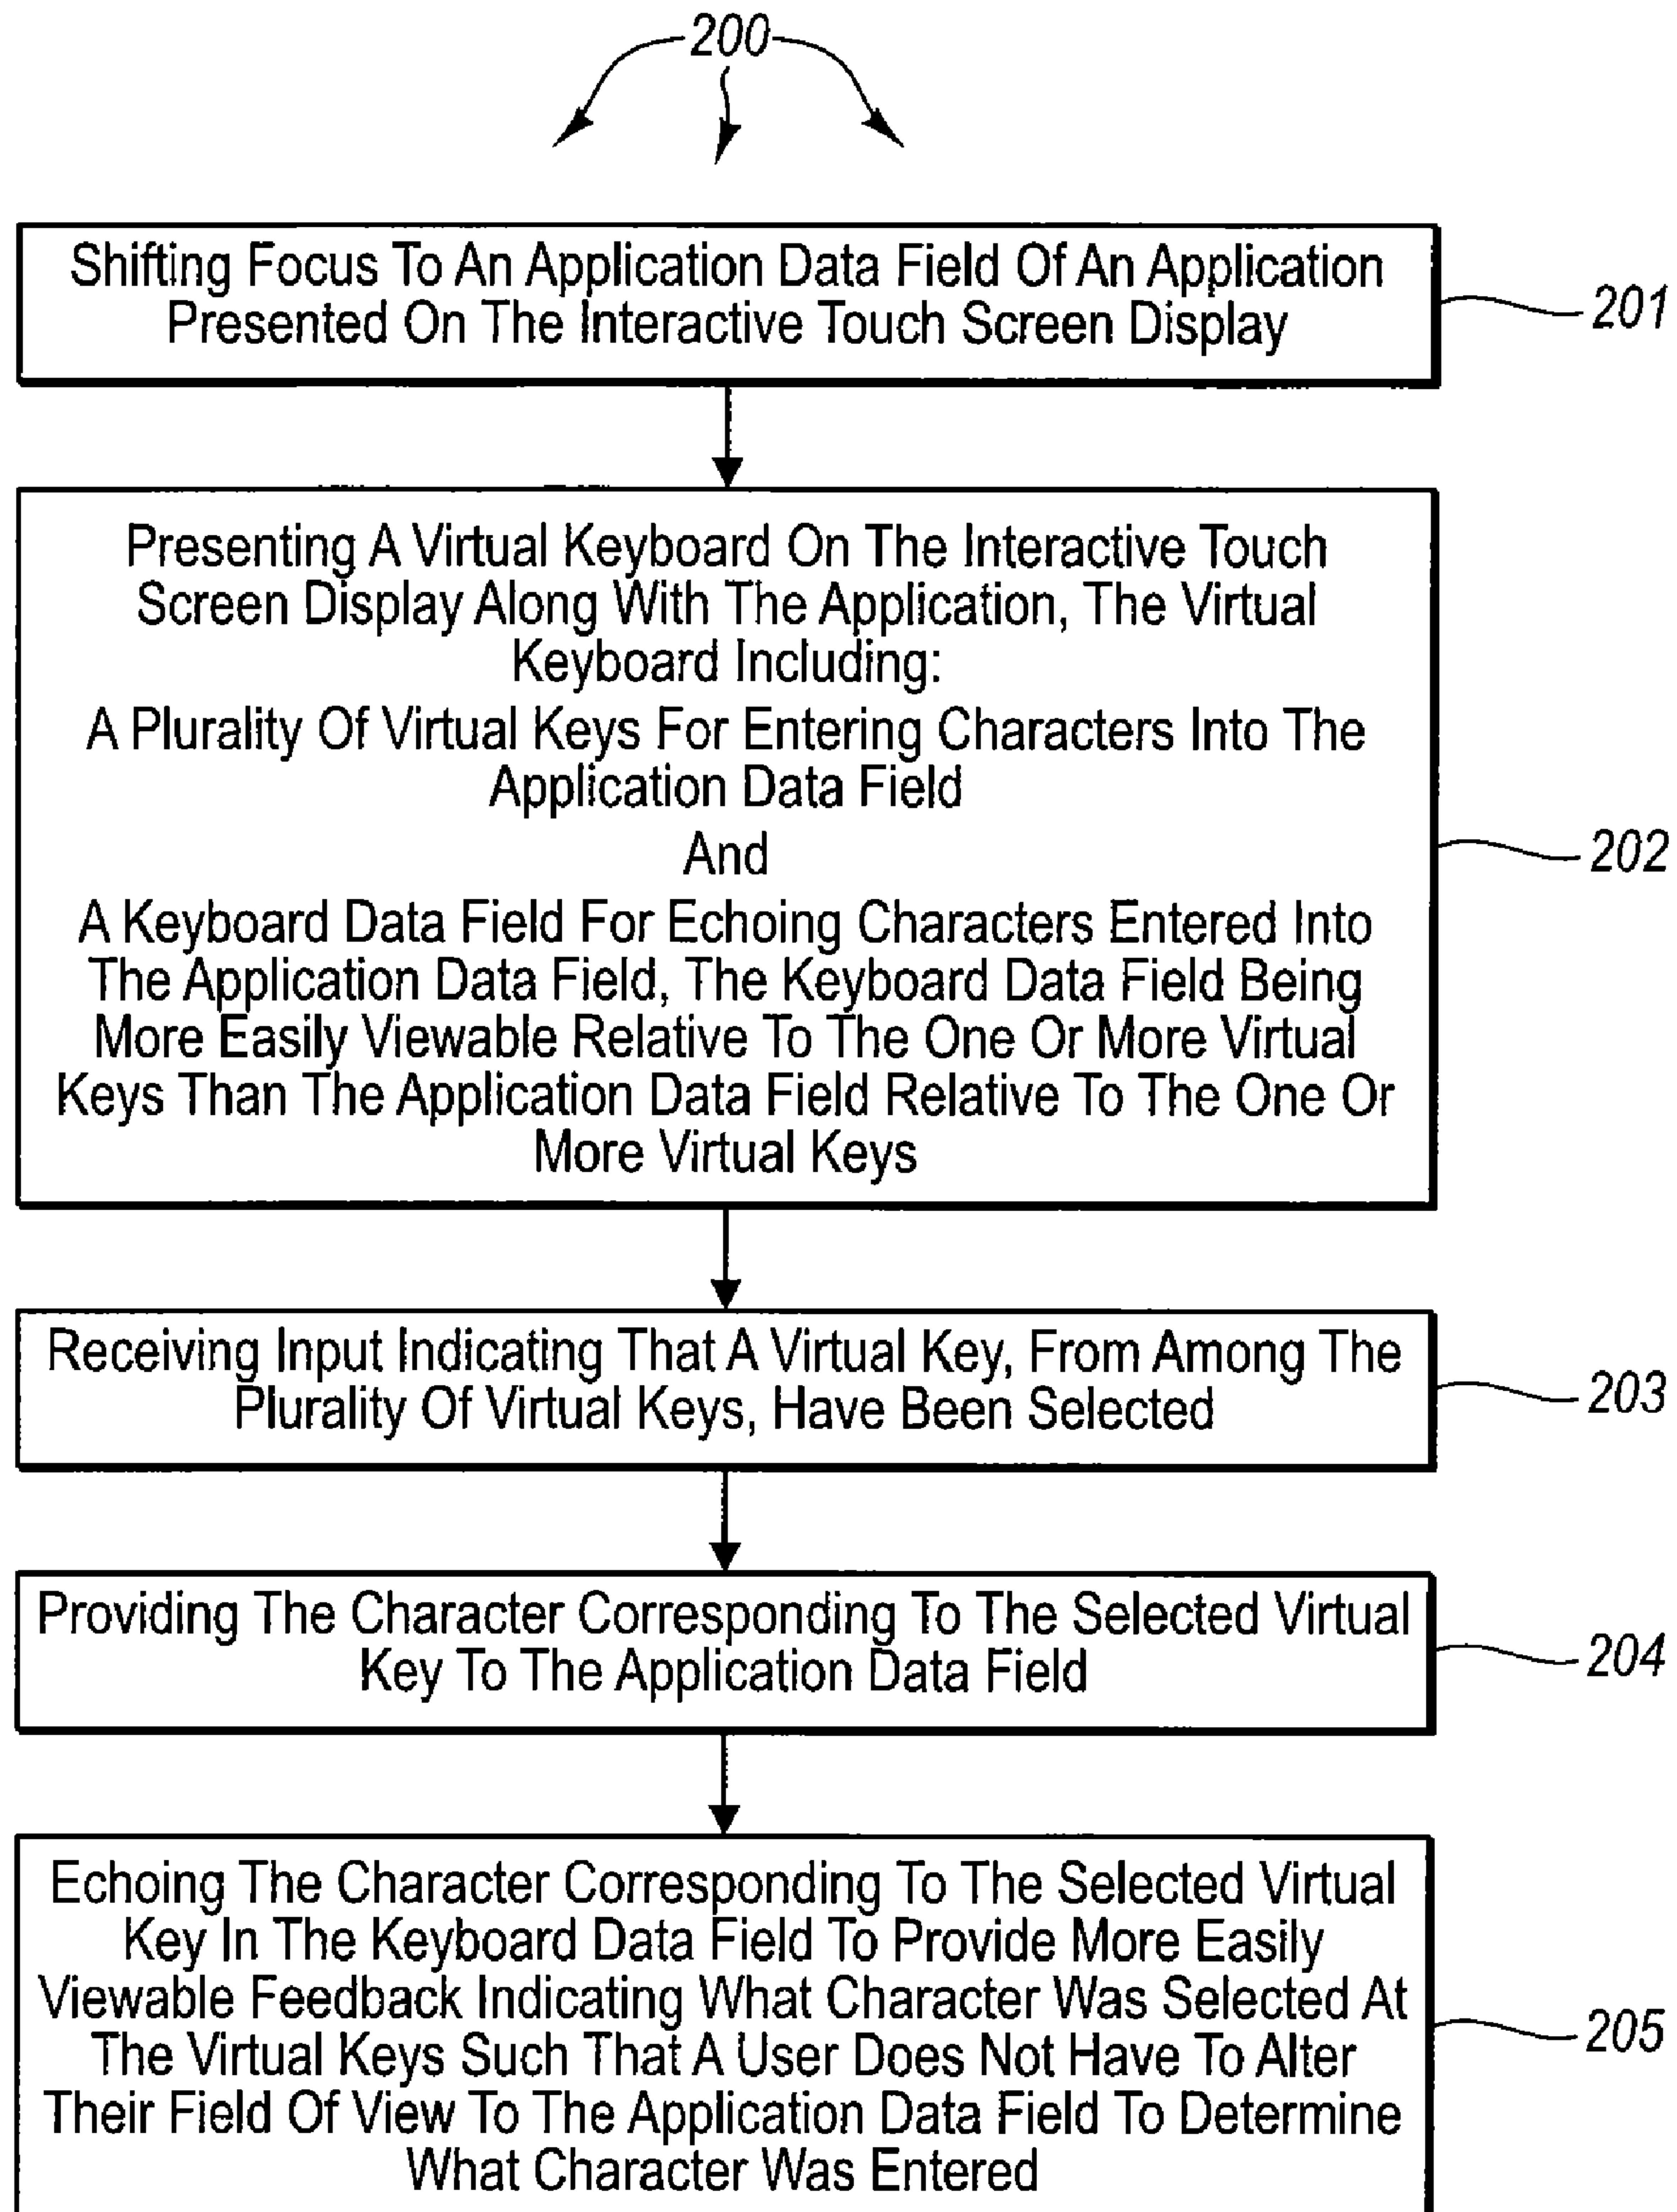 200
Shifting Focus To An Application Data Field Of An Application
Presented On The Interactive Touch Screen Display
201
Presenting A Virtual Keyboard On The Interactive Touch
Screen Display Along With The Application, The Virtual
Keyboard Including:
A Plurality Of Virtual Keys For Entering Characters Into The
Application Data Field
And
A Keyboard Data Field For Echoing Characters Entered Into
The Application Data Field, The Keyboard Data Field Being
More Easily Viewable Relative To The One Or More Virtual
Keys Than The Application Data Field Relative To The One Or
More Virtual Keys
202
Receiving Input Indicating That A Virtual Key, From Among The
Plurality Of Virtual Keys, Have Been Selected
203
Providing The Character Corresponding To The Selected Virtual
Key To The Application Data Field
204
Echoing The Character Corresponding To The Selected Virtual
Key In The Keyboard Data Field To Provide More Easily
Viewable Feedback Indicating What Character Was Selected At
The Virtual Keys Such That A User Does Not Have To Alter
Their Field Of View To The Application Data Field To Determine
What Character Was Entered
205